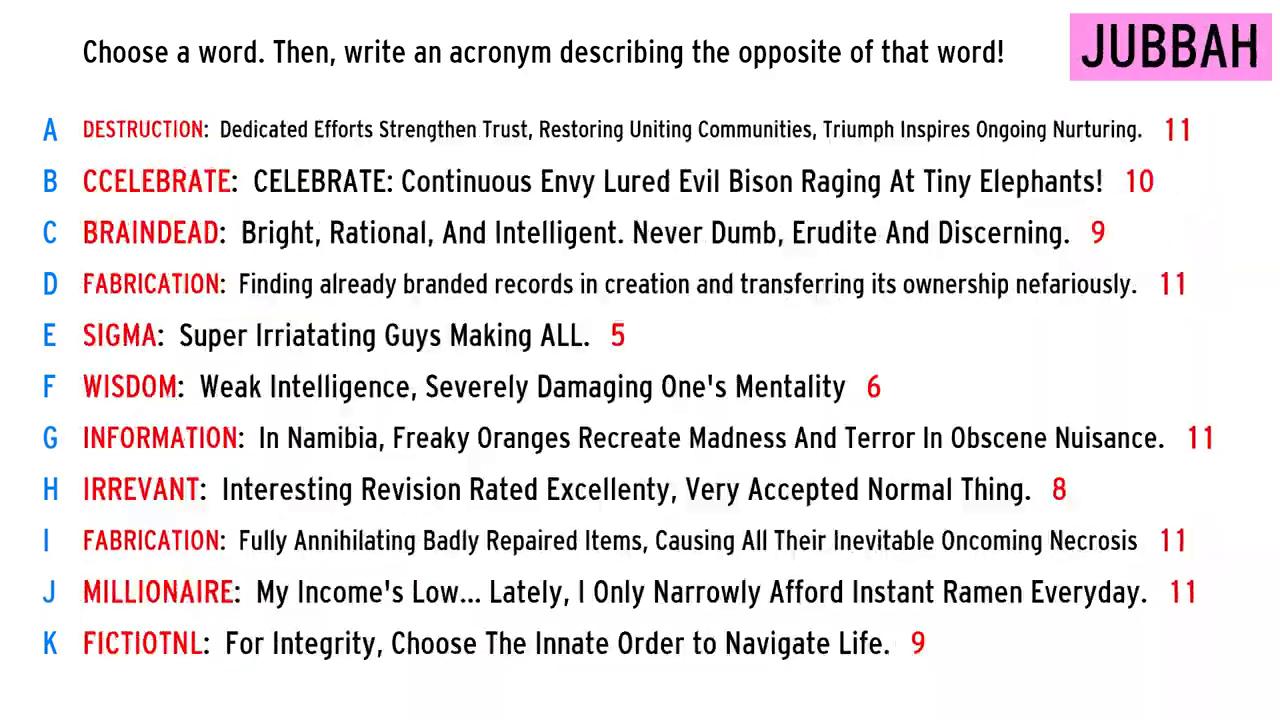 Choose a word. Then, write an acronym describing the opposite of that word!
JUBBAH
A DESTRUCTION: Dedicated Efforts Strengthen Trust, Restoring Uniting Communities, Triumph Inspires Ongoing Nurturing. 11
B CCELEBRATE: CELEBRATE: Continuous Envy Lured Evil Bison Raging At Tiny Elephants! 10
C BRAINDEAD: Bright, Rational, And Intelligent. Never Dumb, Erudite And Discerning. 9
D FABRICATION: Finding already branded records in creation and transferring its ownership nefariously. 11
E SIGMA: Super Irriatating Guys Making ALL. 5
F WISDOM: Weak Intelligence, Severely Damaging One's Mentality 6
G INFORMATION: In Namibia, Freaky Oranges Recreate Madness And Terror In Obscene Nuisance. 11
H IRREVANT: Interesting Revision Rated Excellenty, Very Accepted Normal Thing. 8
I FABRICATION: Fully Annihilating Badly Repaired Items, Causing All Their Inevitable Oncoming Necrosis 11
J MILLIONAIRE: My Income's Low... Lately, I Only Narrowly Afford Instant Ramen Everyday. 11
K FICTIOTNL: For Integrity, Choose The Innate Order to Navigate Life. 9